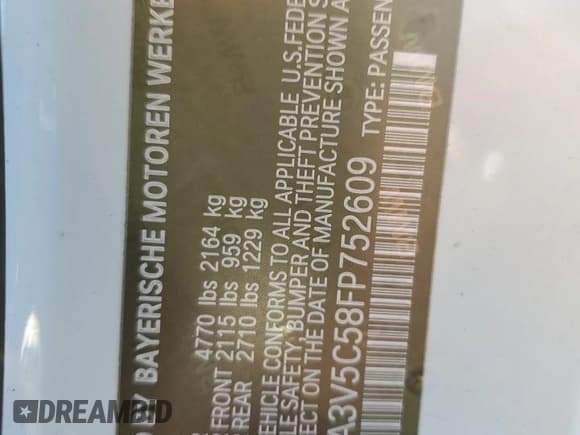 BAYERISCHE MOTOREN WERKE
4770 lbs 2164 kg
FRONT 2115 lbs 959 kg
REAR 2710 lbs 1229 kg
VEHICLE CONFORMS TO ALL APPLICABLE U.S.FEDE
LE SAFETY, BUMPER AND THEFT PREVENTION S
ECT ON THE DATE OF MANUFACTURE SHOWN A
A3V5C58FP752609 TYPE: PASSEN
DREAMBID